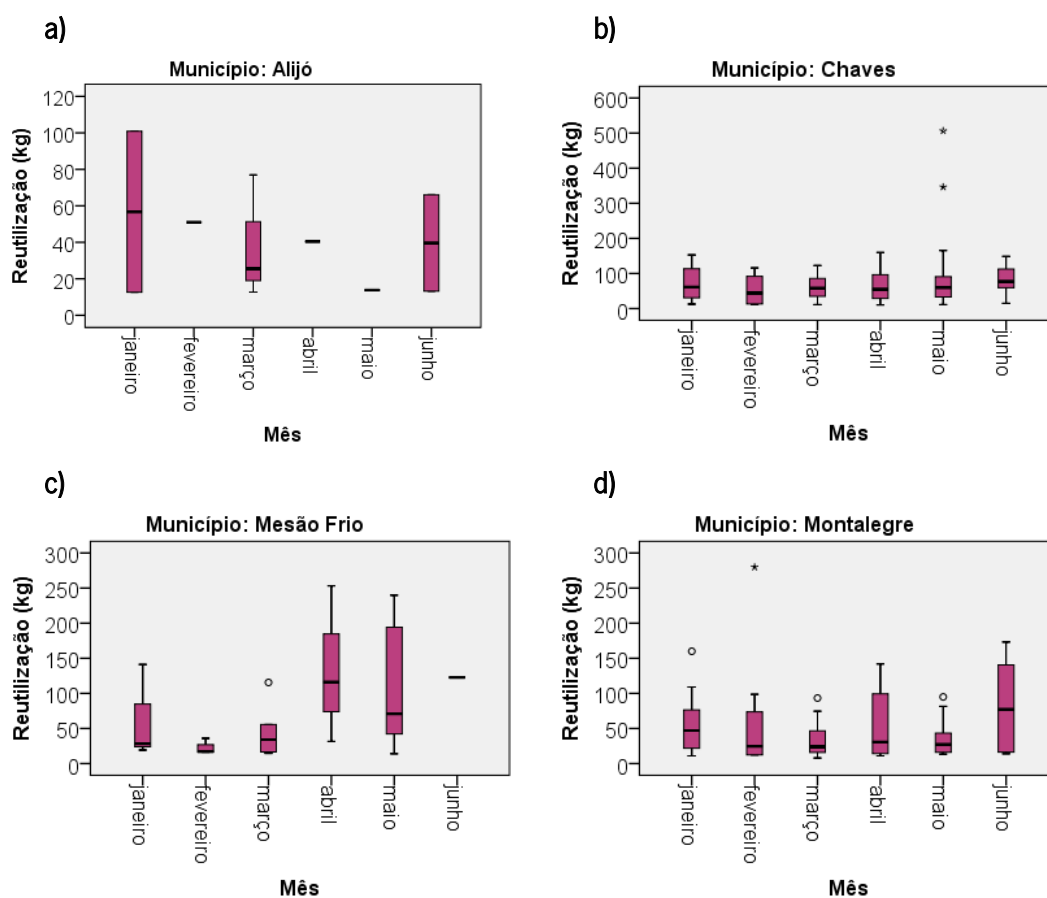 a)
Município: Alijó
Reutilização (kg)
120
100
80
60
40
20
0
janeiro
fevereiro
março
abril
maio
junho
Mês
b)
Município: Chaves
Reutilização (kg)
600
500
400
300
200
100
0
janeiro
fevereiro
março
abril
maio
junho
Mês
c)
Município: Mesão Frio
Reutilização (kg)
300
250
200
150
100
50
0
janeiro
fevereiro
março
abril
maio
junho
Mês
d)
Município: Montalegre
Reutilização (kg)
300
250
200
150
100
50
0
janeiro
fevereiro
março
abril
maio
junho
Mês